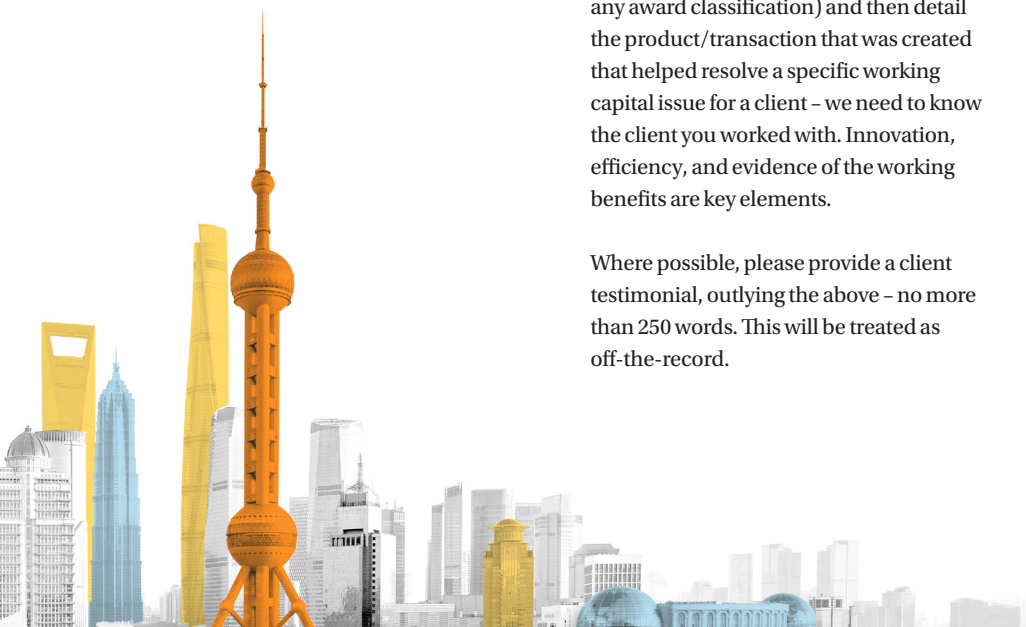 any award classification) and then detail
the product/transaction that was created
that helped resolve a specific working
capital issue for a client – we need to know
the client you worked with. Innovation,
efficiency, and evidence of the working
benefits are key elements.
Where possible, please provide a client
testimonial, outlying the above – no more
than 250 words. This will be treated as
off-the-record.